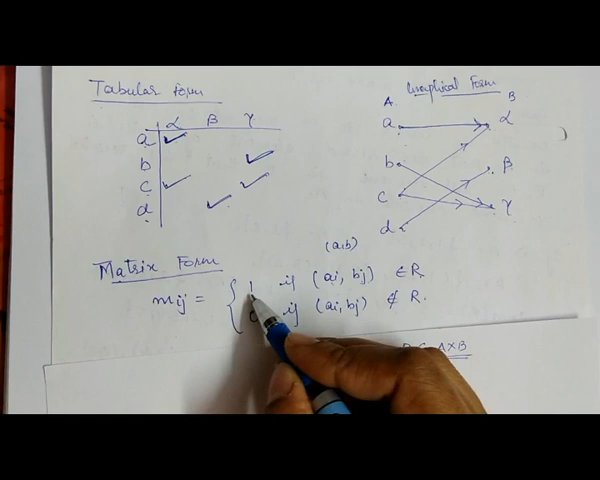 Tabular form
α β γ
a ✓
b ✓
c ✓ ✓
d ✓
Graphical Form
A B
a α
b β
c γ
d
(a,b)
Matrix Form
mij = { 1 if (ai, bj) ∈ R.
0 if (ai, bj) ∉ R.
R ⊆ A×B